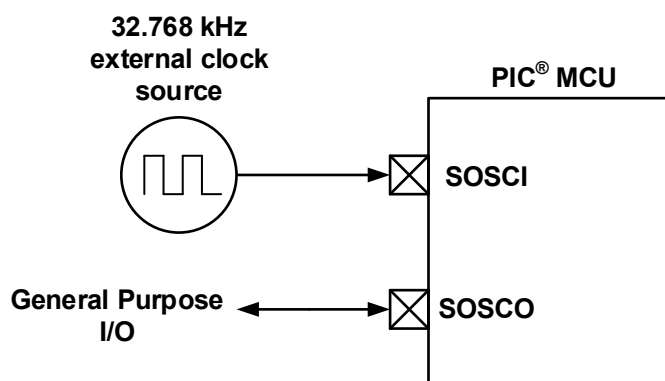 32.768 kHz
external clock
source
PIC® MCU
SOSCI
General Purpose
I/O
SOSCO